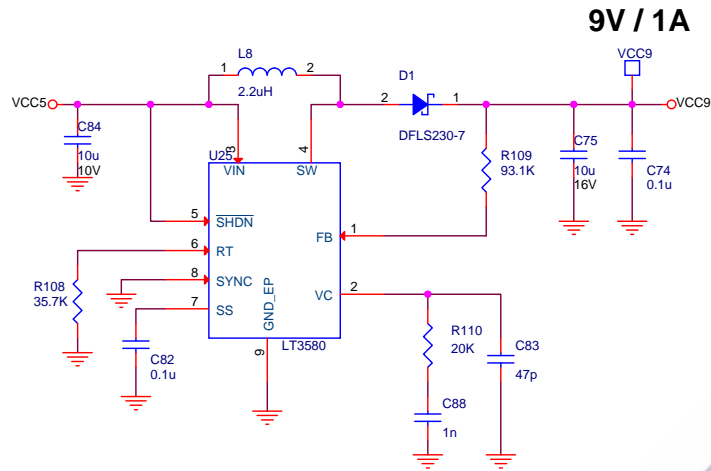 9V / 1A
VCC9
L8
1 2
2.2uH
D1
VCC5
2 1
VCC9
DFLS230-7
C84
10u
10V
U25
3
4
VIN
SW
R109
93.1K
C75
10u
16V
C74
0.1u
5
SHDN
FB
1
6
RT
R108
35.7K
8
SYNC
VC
2
7
SS
GND_EP
9
LT3580
C82
0.1u
R110
20K
C83
47p
C88
1n